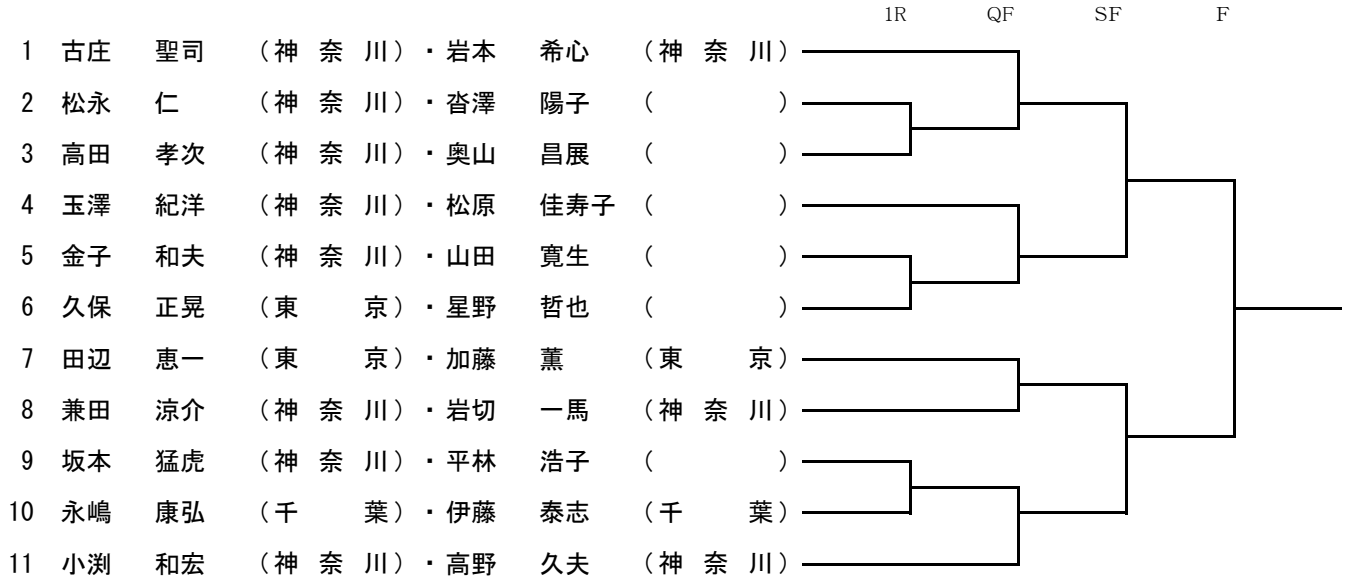 1R QF SF F
1 古庄 聖司 (神 奈 川)・岩本 希心 (神 奈 川)
2 松永 仁 (神 奈 川)・沓澤 陽子 ( )
3 高田 孝次 (神 奈 川)・奥山 昌展 ( )
4 玉澤 紀洋 (神 奈 川)・松原 佳寿子 ( )
5 金子 和夫 (神 奈 川)・山田 寛生 ( )
6 久保 正晃 (東 京)・星野 哲也 ( )
7 田辺 恵一 (東 京)・加藤 薫 (東 京)
8 兼田 涼介 (神 奈 川)・岩切 一馬 (神 奈 川)
9 坂本 猛虎 (神 奈 川)・平林 浩子 ( )
10 永嶋 康弘 (千 葉)・伊藤 泰志 (千 葉)
11 小渕 和宏 (神 奈 川)・高野 久夫 (神 奈 川)